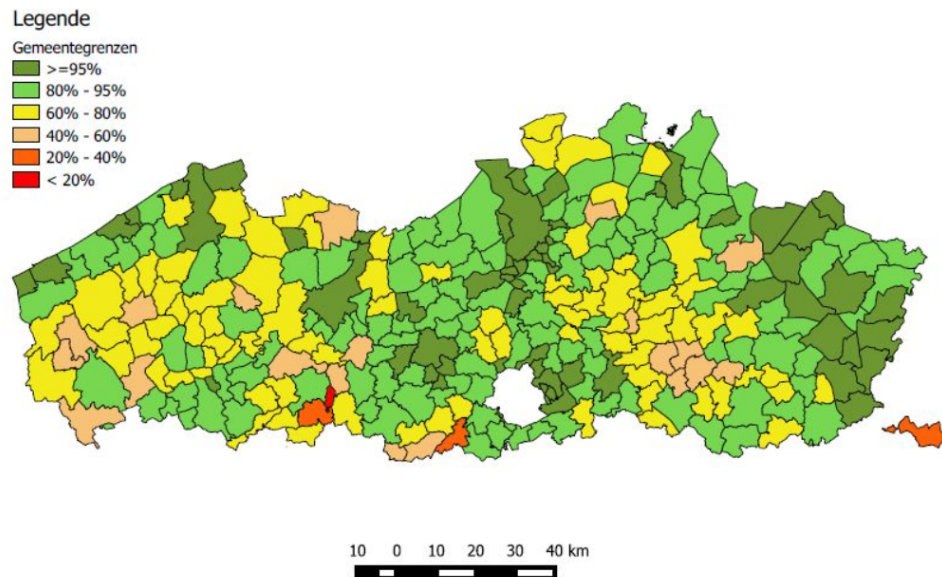 Legende
Gemeentegrenzen
>=95%
80% - 95%
60% - 80%
40% - 60%
20% - 40%
< 20%
10 0 10 20 30 40 km